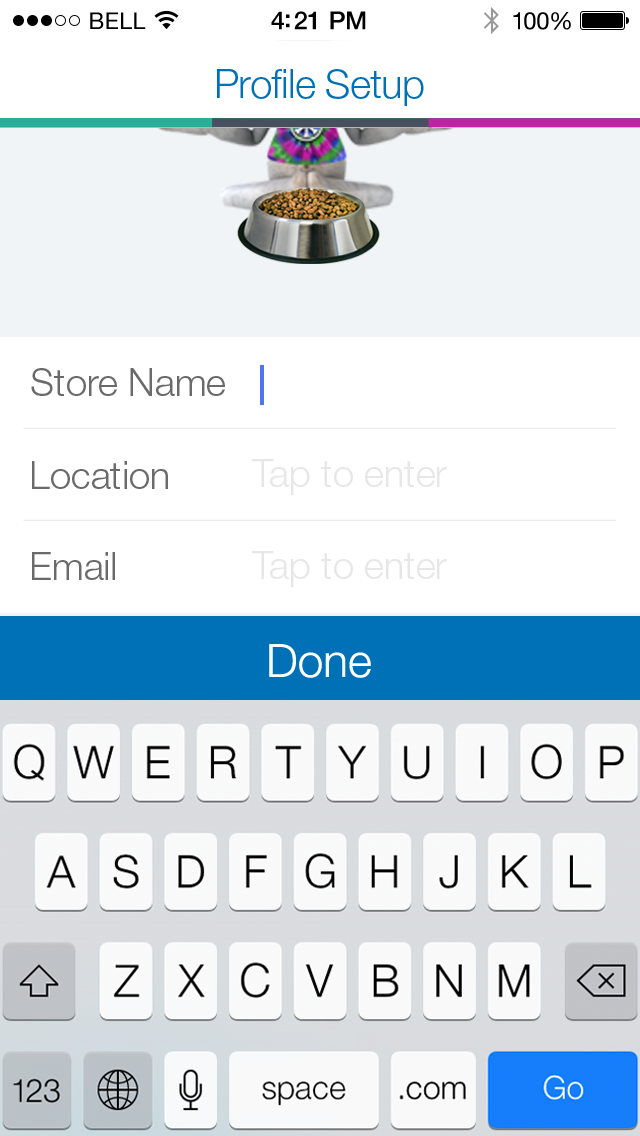 BELL 4:21 PM 100%
Profile Setup
Store Name
Location Tap to enter
Email Tap to enter
Done
Q W E R T Y U I O P
A S D F G H J K L
Z X C V B N M
123 space .com Go